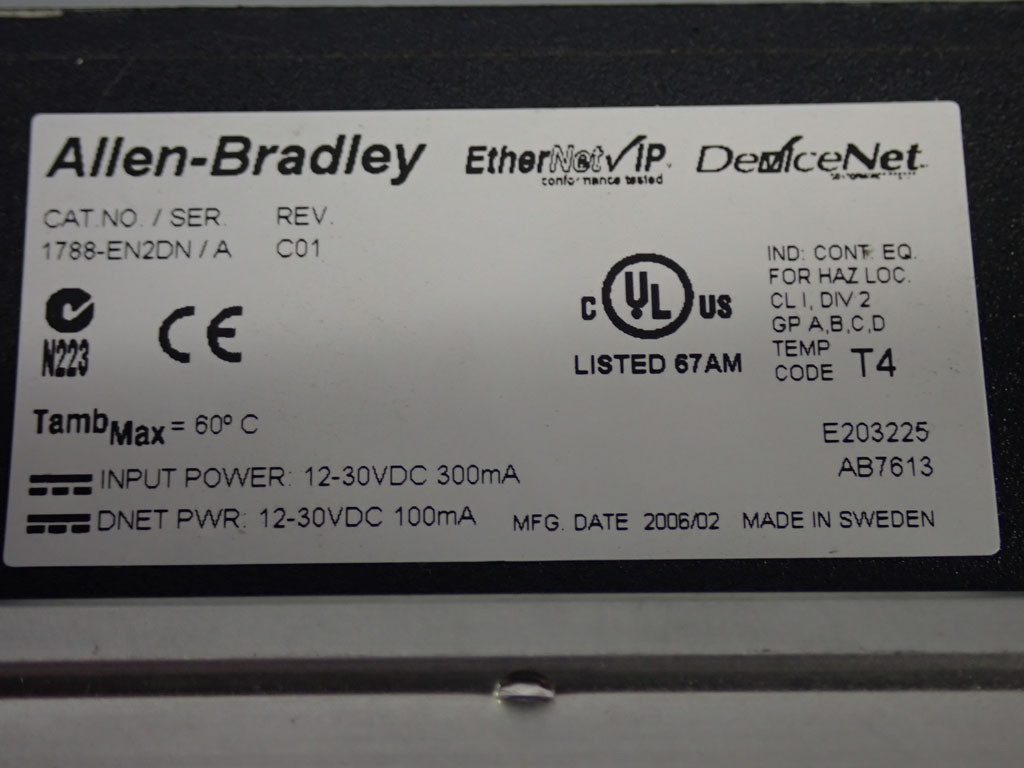 Allen-Bradley EtherNet/IP DeviceNet
conformance tested
CAT.NO. / SER. REV.
1788-EN2DN / A C01
N223
CE
C UL US
LISTED 67AM
IND: CONT. EQ.
FOR HAZ LOC.
CL I, DIV 2
GP A,B,C,D
TEMP
CODE T4
TambMax = 60º C
E203225
AB7613
INPUT POWER: 12-30VDC 300mA
DNET PWR: 12-30VDC 100mA
MFG. DATE 2006/02 MADE IN SWEDEN